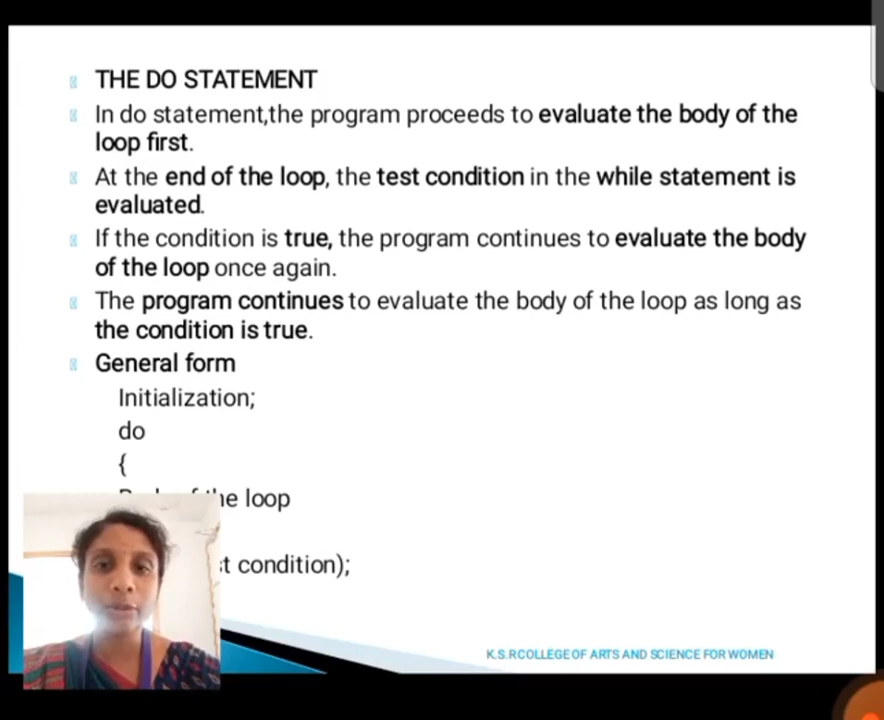 THE DO STATEMENT
In do statement,the program proceeds to evaluate the body of the
loop first.
At the end of the loop, the test condition in the while statement is
evaluated.
If the condition is true, the program continues to evaluate the body
of the loop once again.
The program continues to evaluate the body of the loop as long as
the condition is true.
General form
Initialization;
do
{
the loop
condition);
K.S.R COLLEGE OF ARTS AND SCIENCE FOR WOMEN